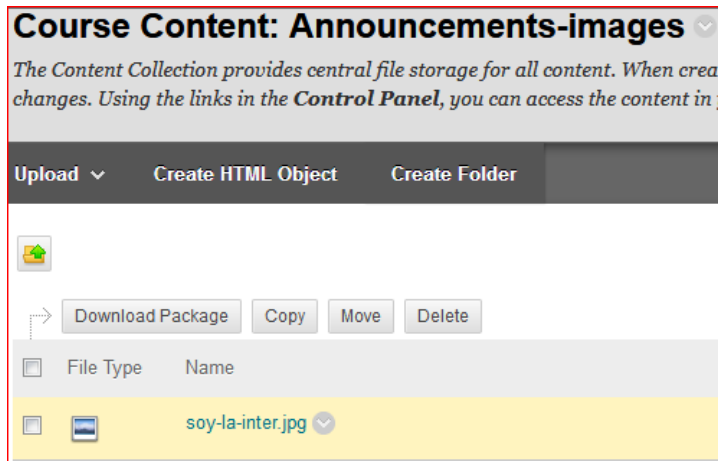 Course Content: Announcements-images
The Content Collection provides central file storage for all content. When crea
changes. Using the links in the Control Panel, you can access the content in
Upload Create HTML Object Create Folder
Download Package Copy Move Delete
File Type Name
soy-la-inter.jpg